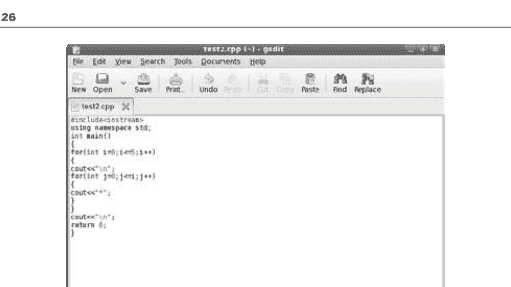 26
test2.cpp (~) - gedit
File Edit View Search Tools Documents Help
New Open Save Print... Undo Redo Cut Copy Paste Find Replace
test2.cpp
#include<iostream>
using namespace std;
int main()
{
for(int i=0;i<=5;i++)
{
cout<<"\n";
for(int j=0;j<=i;j++)
{
cout<<"*";
}
}
cout<<"\n";
return 0;
}